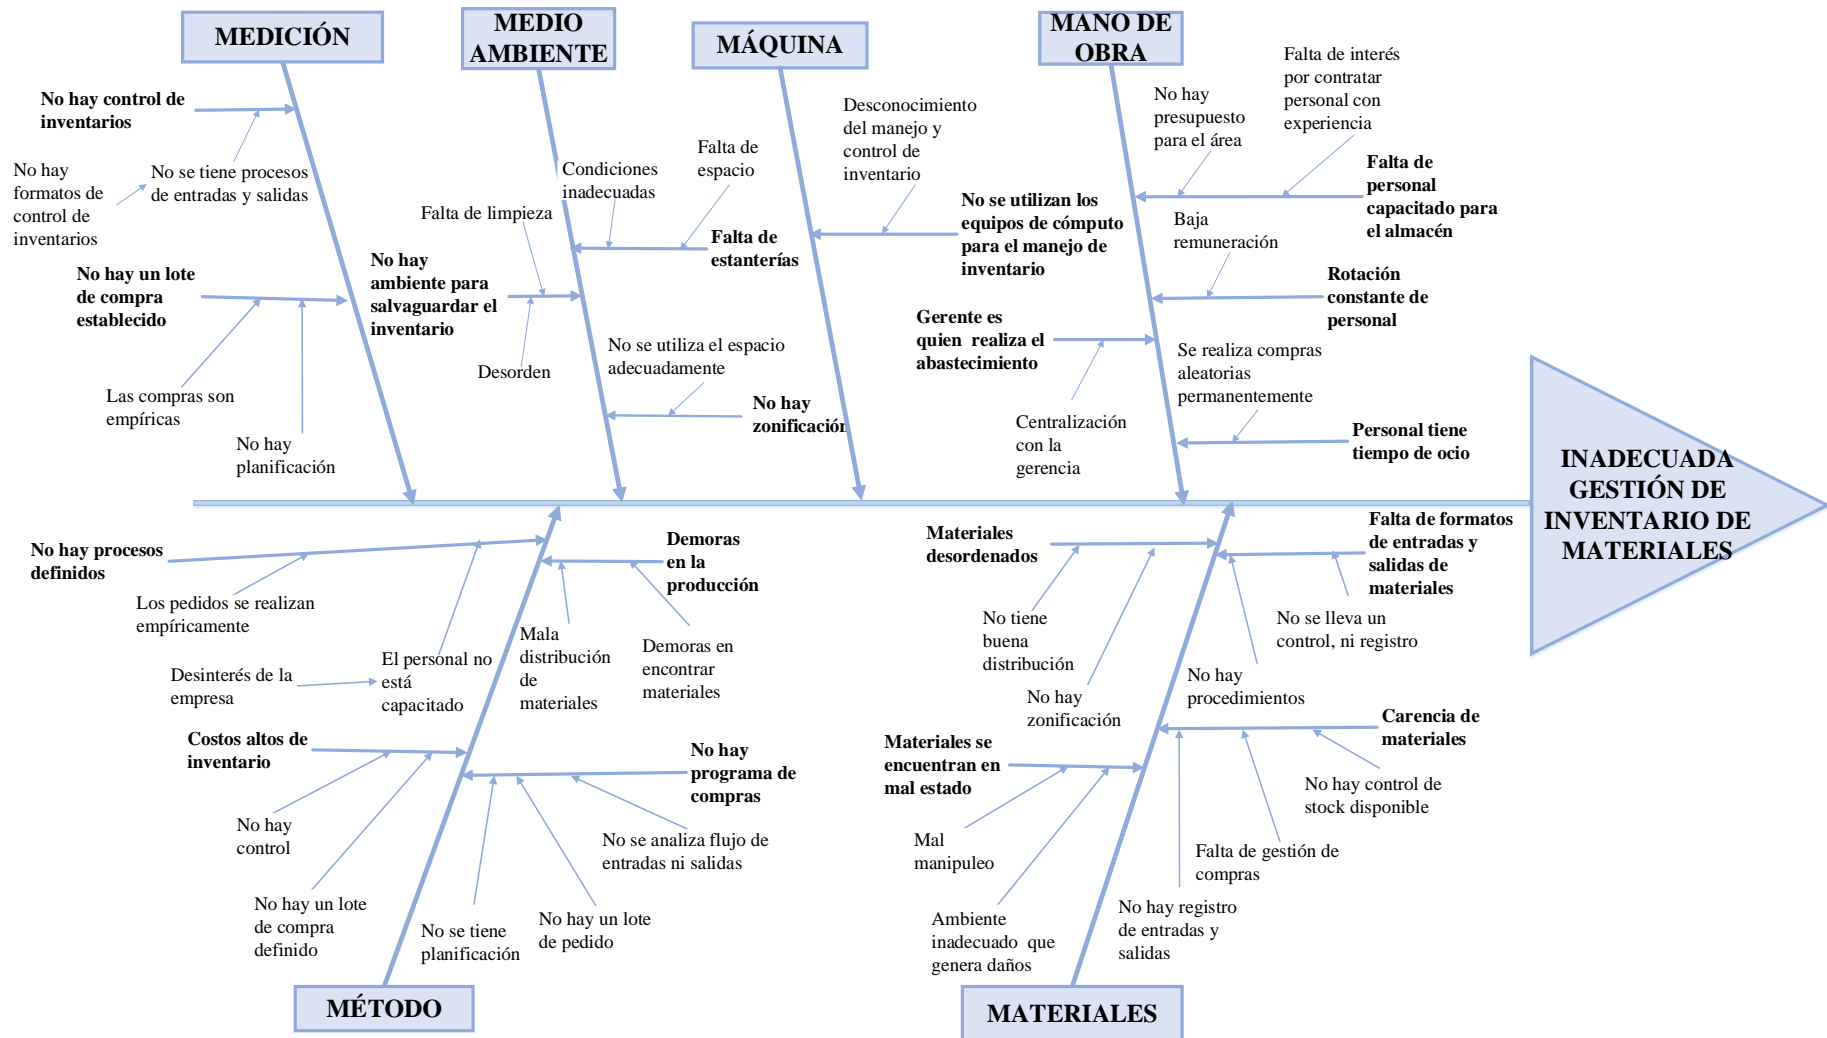 MEDICIÓN
MEDIO
AMBIENTE
MÁQUINA
MANO DE
OBRA
No hay control de
inventarios
No hay
formatos de
control de
inventarios
No se tiene procesos
de entradas y salidas
No hay un lote
de compra
establecido
Las compras son
empíricas
No hay
planificación
Condiciones
inadecuadas
Falta de
espacio
Falta de limpieza
Falta de
estanterías
No hay
ambiente para
salvaguardar el
inventario
Desorden
No se utiliza el espacio
adecuadamente
No hay
zonificación
Desconocimiento
del manejo y
control de
inventario
No se utilizan los
equipos de cómputo
para el manejo de
inventario
No hay
presupuesto
para el área
Falta de interés
por contratar
personal con
experiencia
Falta de
personal
capacitado para
el almacén
Baja
remuneración
Rotación
constante de
personal
Gerente es
quien realiza el
abastecimiento
Centralización
con la
gerencia
Se realiza compras
aleatorias
permanentemente
Personal tiene
tiempo de ocio
INADECUADA
GESTIÓN DE
INVENTARIO DE
MATERIALES
No hay procesos
definidos
Los pedidos se realizan
empíricamente
Desinterés de la
empresa
El personal no
está
capacitado
Demoras
en la
producción
Mala
distribución
de
materiales
Demoras en
encontrar
materiales
Costos altos de
inventario
No hay
control
No hay un lote
de compra
definido
No hay
programa de
compras
No se analiza flujo de
entradas ni salidas
No se tiene
planificación
No hay un lote
de pedido
Materiales
desordenados
No tiene
buena
distribución
No hay
zonificación
Falta de formatos
de entradas y
salidas de
materiales
No se lleva un
control, ni registro
No hay
procedimientos
Materiales se
encuentran en
mal estado
Mal
manipuleo
Ambiente
inadecuado que
genera daños
Carencia de
materiales
No hay control de
stock disponible
Falta de gestión de
compras
No hay registro
de entradas y
salidas
MÉTODO
MATERIALES